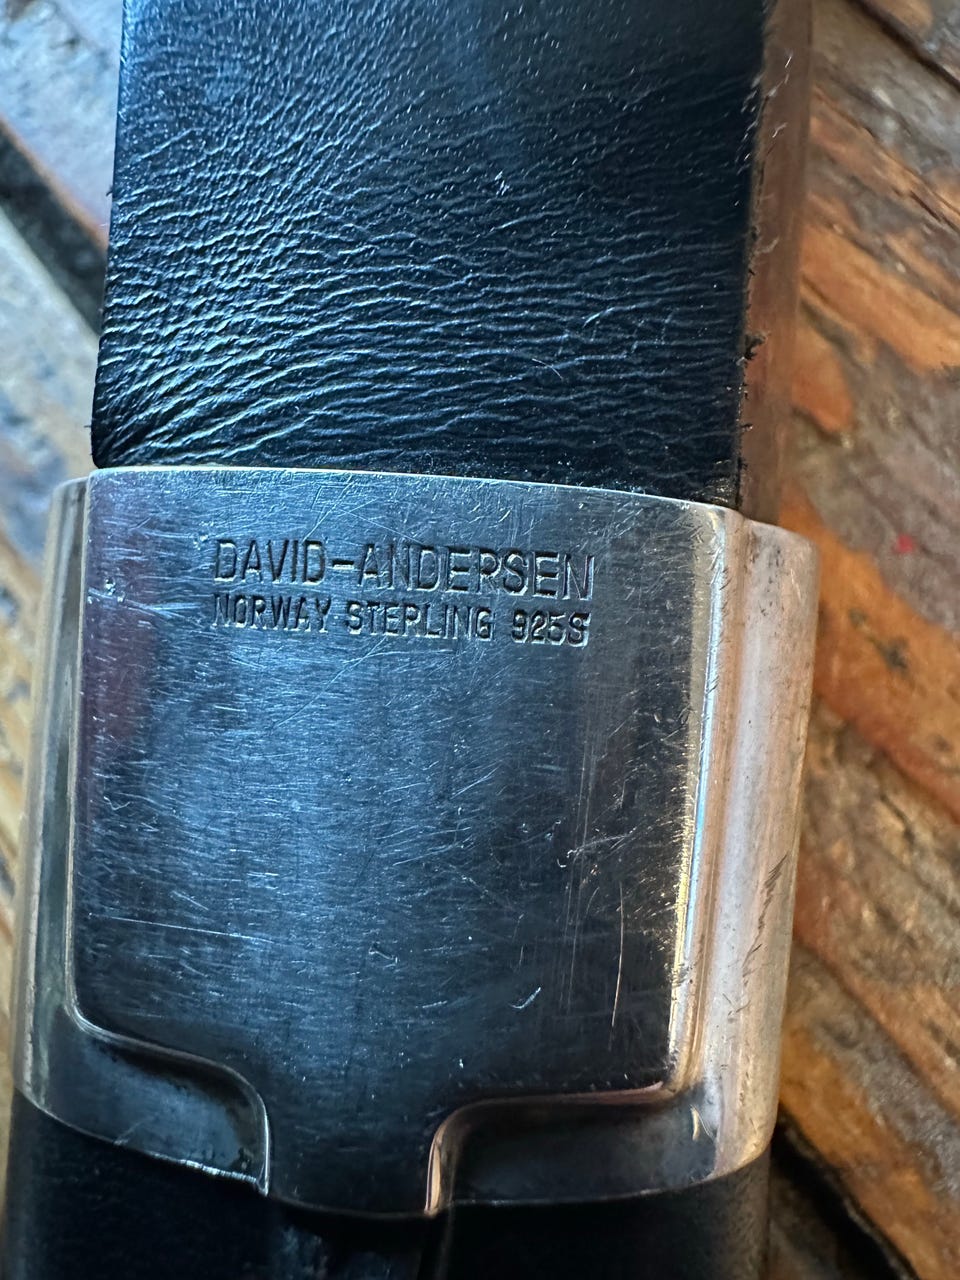 DAVID-ANDERSEN
NORWAY STERLING 925S